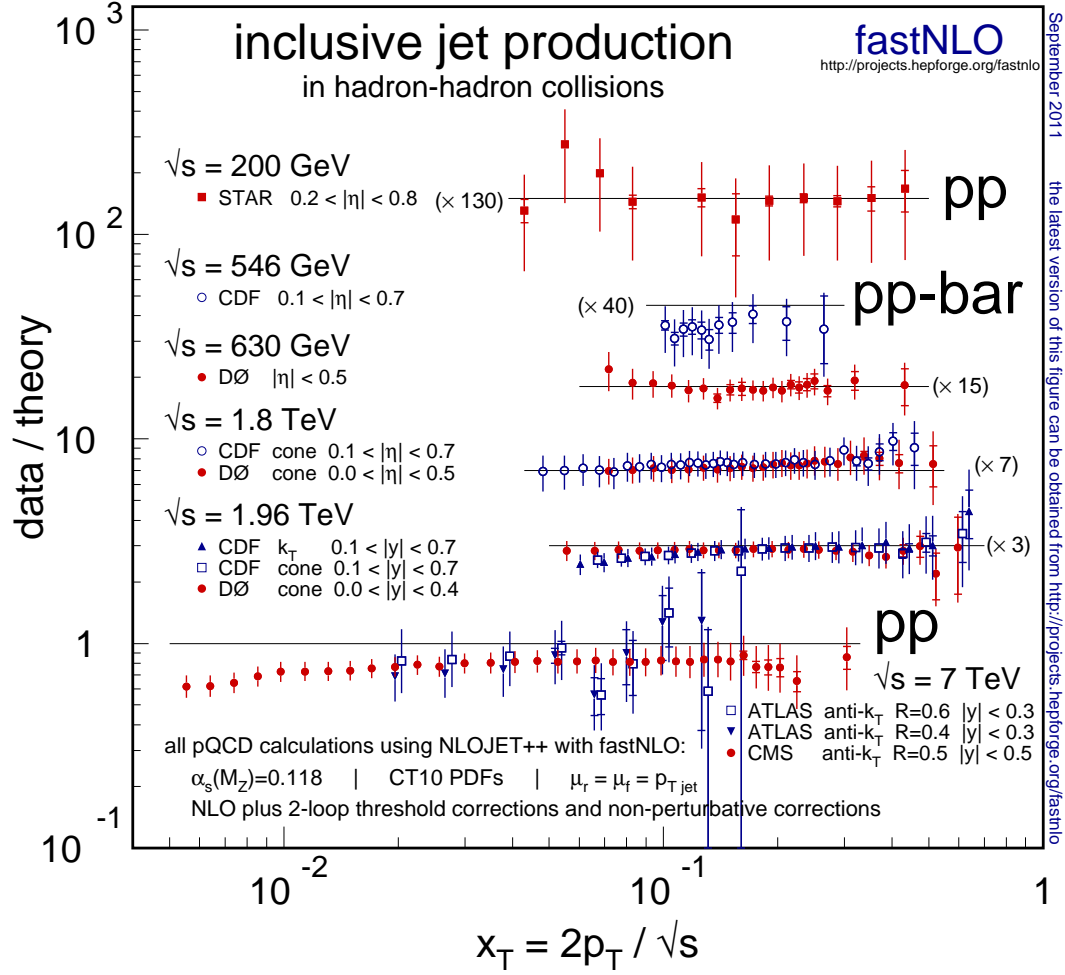 inclusive jet production
in hadron-hadron collisions
fastNLO
http://projects.hepforge.org/fastnlo
√s = 200 GeV
STAR 0.2 < |η| < 0.8
(× 130)
pp
√s = 546 GeV
CDF 0.1 < |η| < 0.7
(× 40)
pp-bar
√s = 630 GeV
DØ |η| < 0.5
(× 15)
√s = 1.8 TeV
CDF cone 0.1 < |η| < 0.7
DØ cone 0.0 < |η| < 0.5
(× 7)
√s = 1.96 TeV
CDF k_T 0.1 < |y| < 0.7
CDF cone 0.1 < |y| < 0.7
DØ cone 0.0 < |y| < 0.4
(× 3)
pp
√s = 7 TeV
ATLAS anti-k_T R=0.6 |y| < 0.3
ATLAS anti-k_T R=0.4 |y| < 0.3
CMS anti-k_T R=0.5 |y| < 0.5
all pQCD calculations using NLOJET++ with fastNLO:
α_s(M_Z)=0.118 | CT10 PDFs | μ_r = μ_f = p_T jet
NLO plus 2-loop threshold corrections and non-perturbative corrections
data / theory
10^3
10^2
10
1
10^-1
10^-2
10^-1
1
x_T = 2p_T / √s
September 2011 the latest version of this figure can be obtained from http://projects.hepforge.org/fastnlo